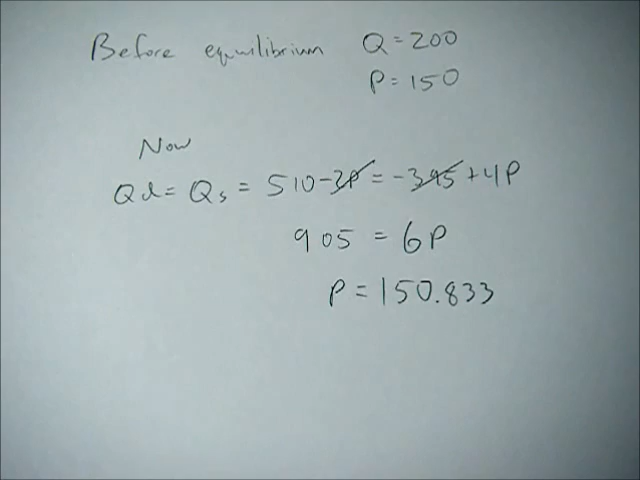 Before equilibrium Q = 200
P = 150
Now
Qd = Qs = 510 - 2P = -395 + 4P
905 = 6P
P = 150.833